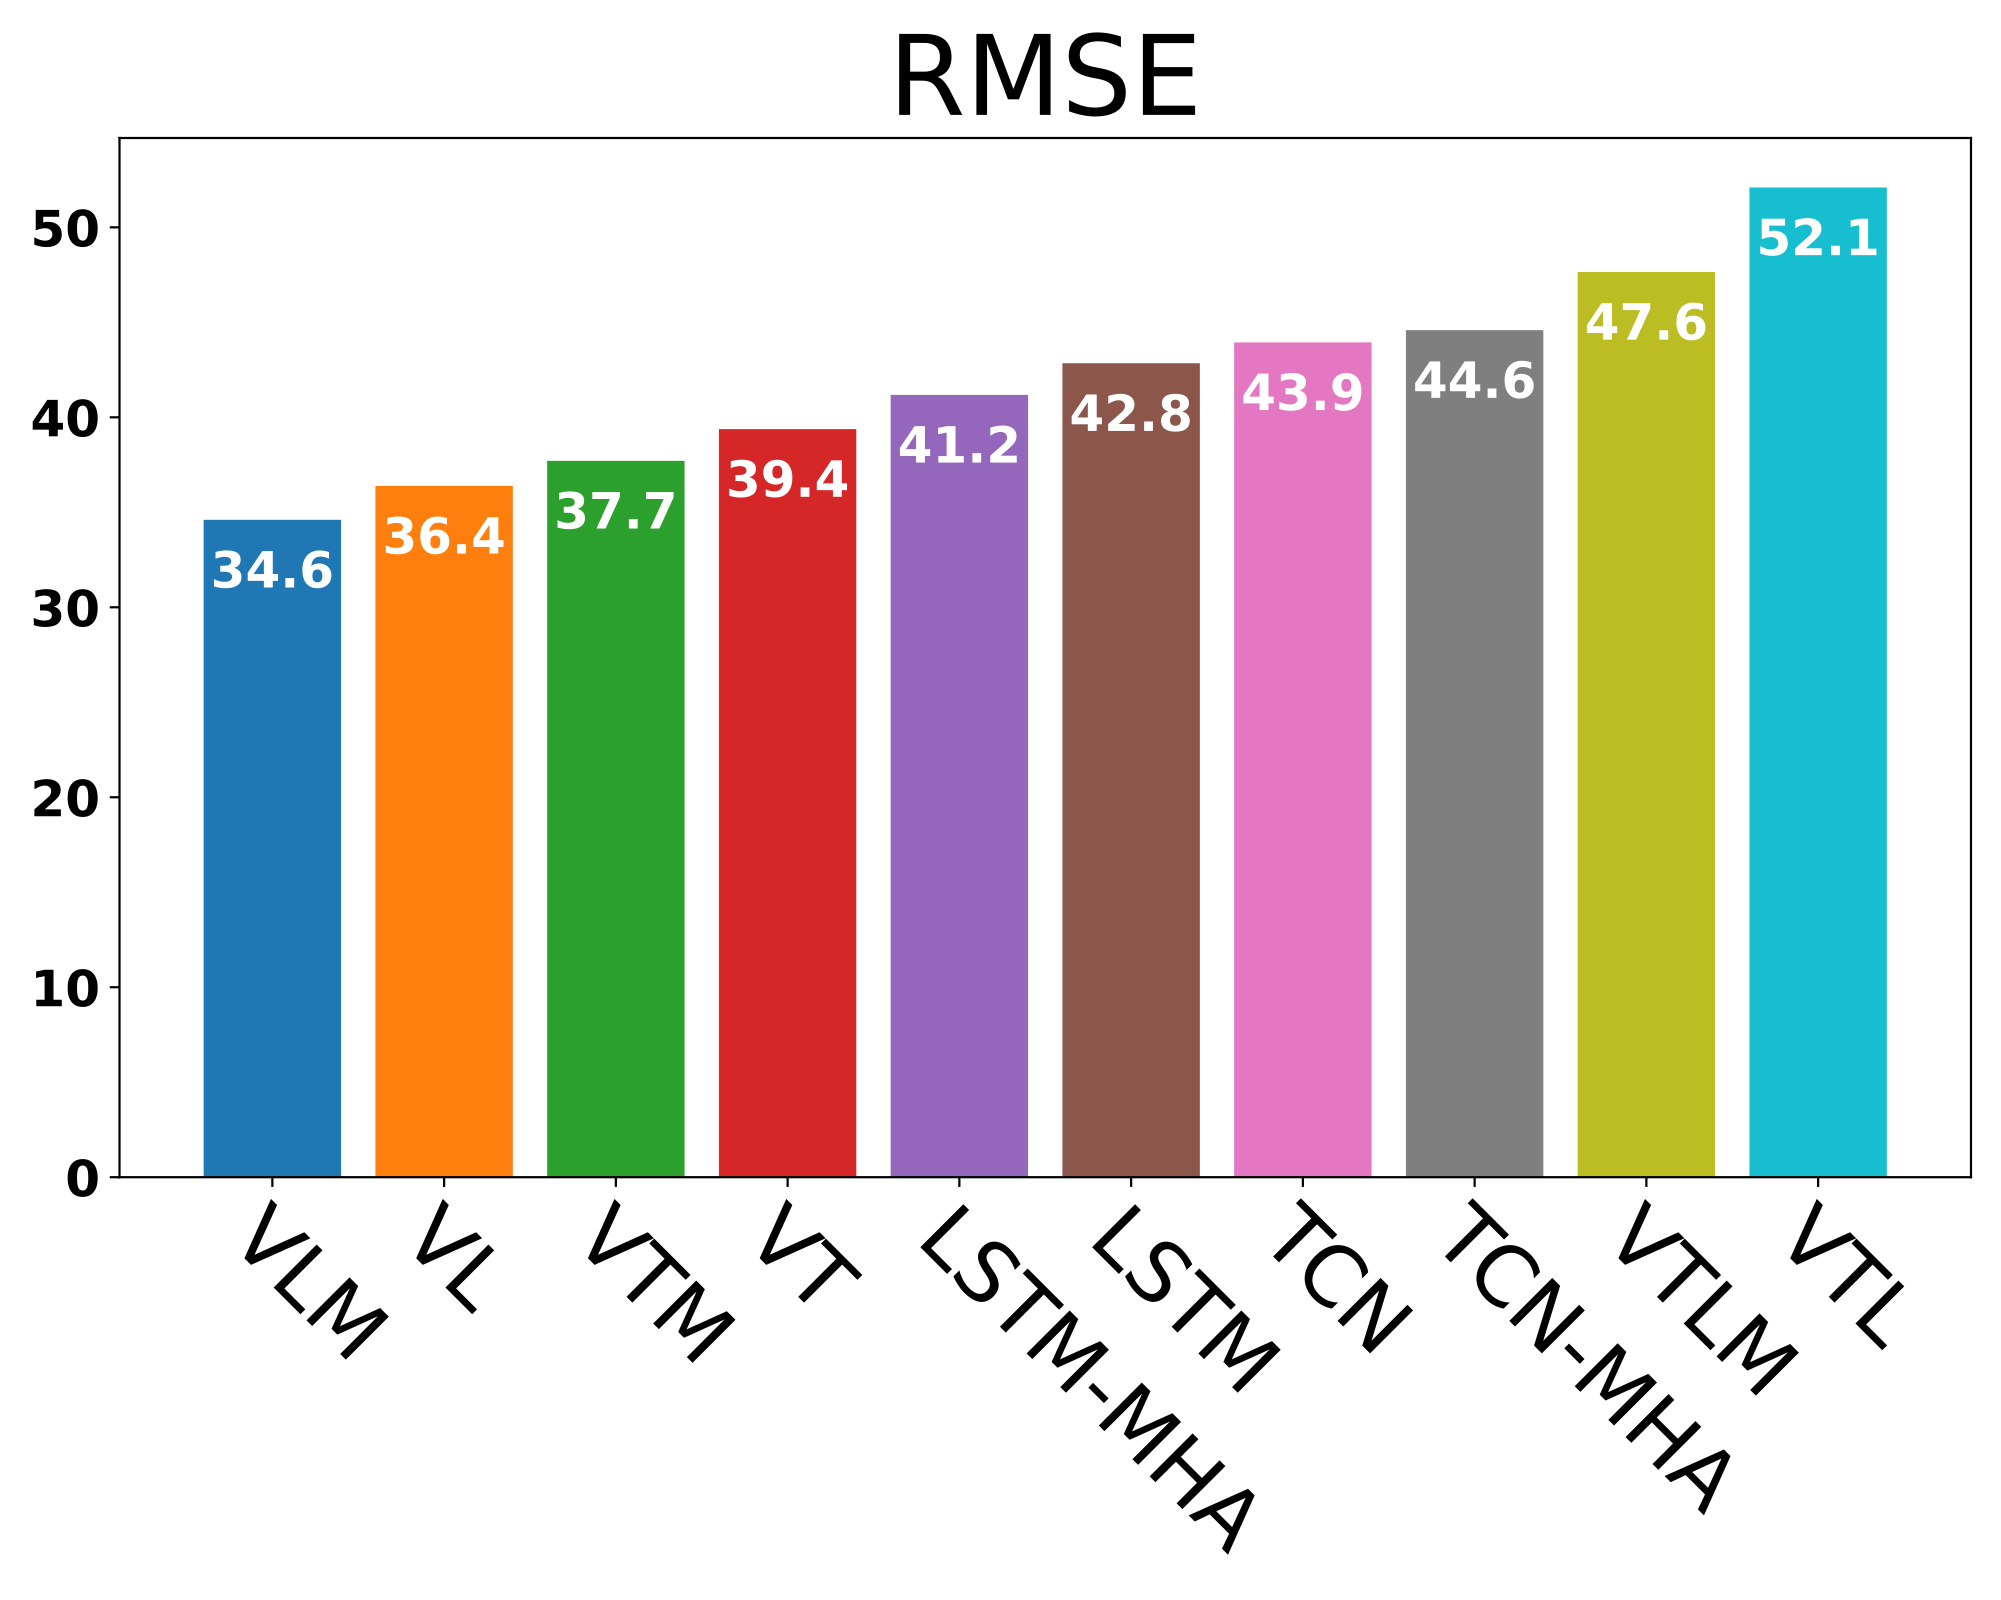 RMSE
50
40
30
20
10
0
34.6
36.4
37.7
39.4
41.2
42.8
43.9
44.6
47.6
52.1
VLM
VL
VTM
VT
LSTM-MHA
LSTM
TCN
TCN-MHA
VTLM
VTL